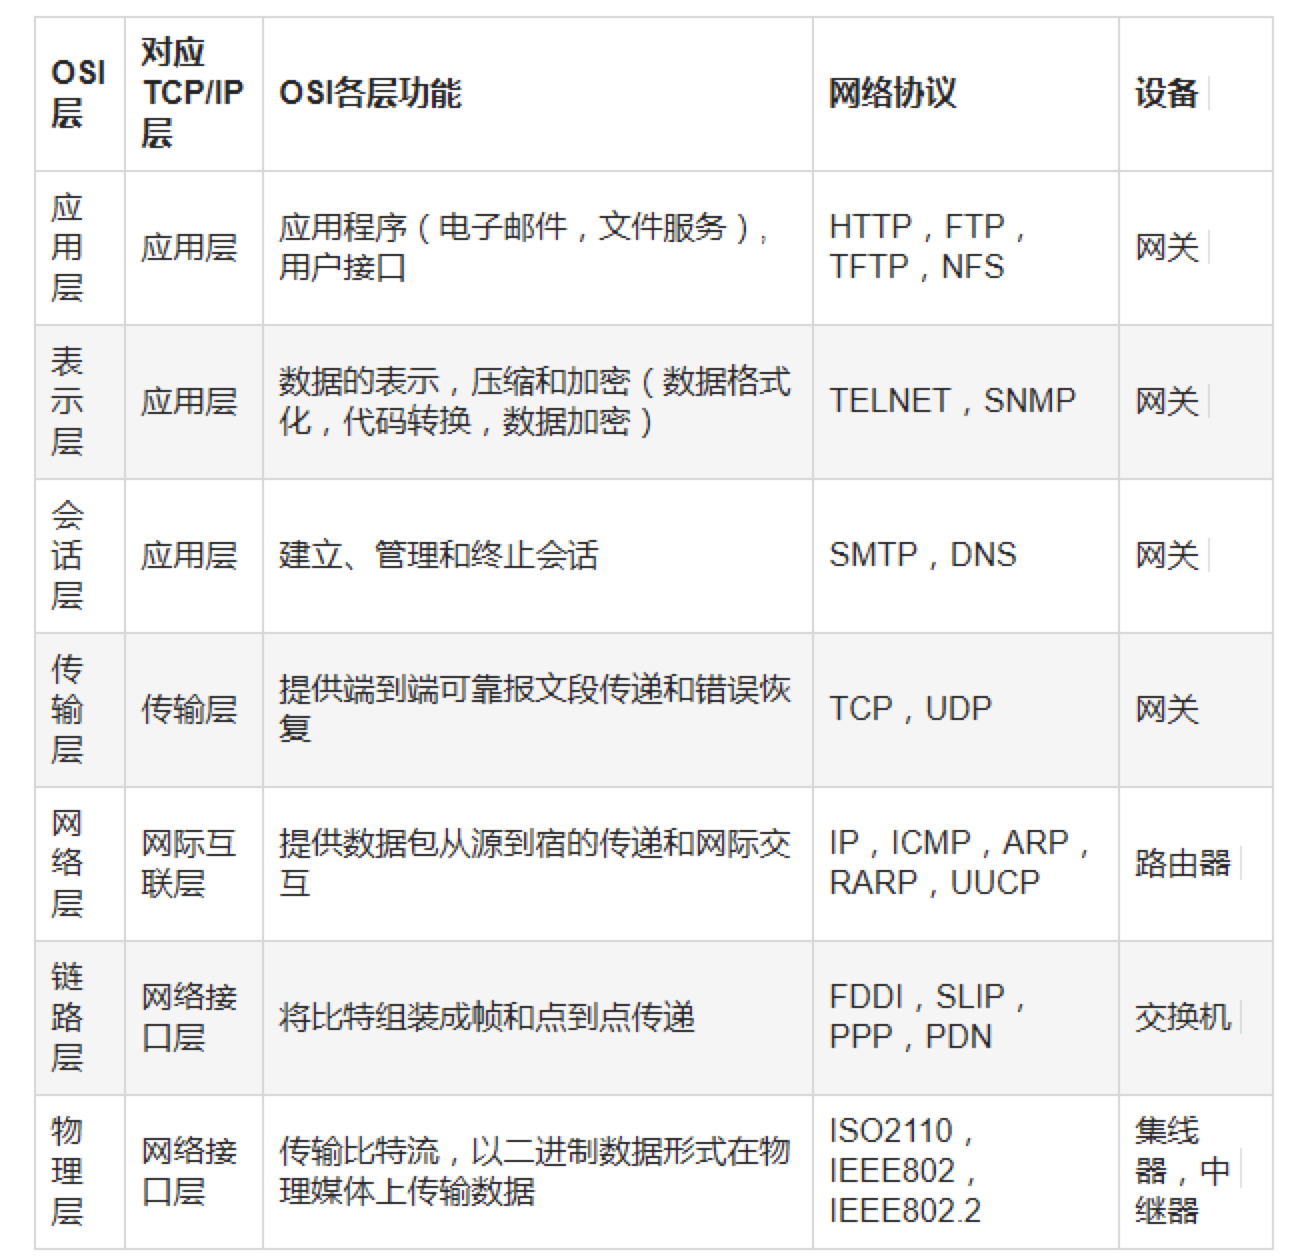 OSI
层
对应
TCP/IP
层
OSI各层功能
网络协议
设备
应
用
层
应用层
应用程序（电子邮件，文件服务），
用户接口
HTTP，FTP，
TFTP，NFS
网关
表
示
层
应用层
数据的表示，压缩和加密（数据格式
化，代码转换，数据加密）
TELNET，SNMP
网关
会
话
层
应用层
建立、管理和终止会话
SMTP，DNS
网关
传
输
层
传输层
提供端到端可靠报文段传递和错误恢
复
TCP，UDP
网关
网
络
层
网际互
联层
提供数据包从源到宿的传递和网际交
互
IP，ICMP，ARP，
RARP，UUCP
路由器
链
路
层
网络接
口层
将比特组装成帧和点到点传递
FDDI，SLIP，
PPP，PDN
交换机
物
理
层
网络接
口层
传输比特流，以二进制数据形式在物
理媒体上传输数据
ISO2110，
IEEE802，
IEEE802.2
集线
器，中
继器